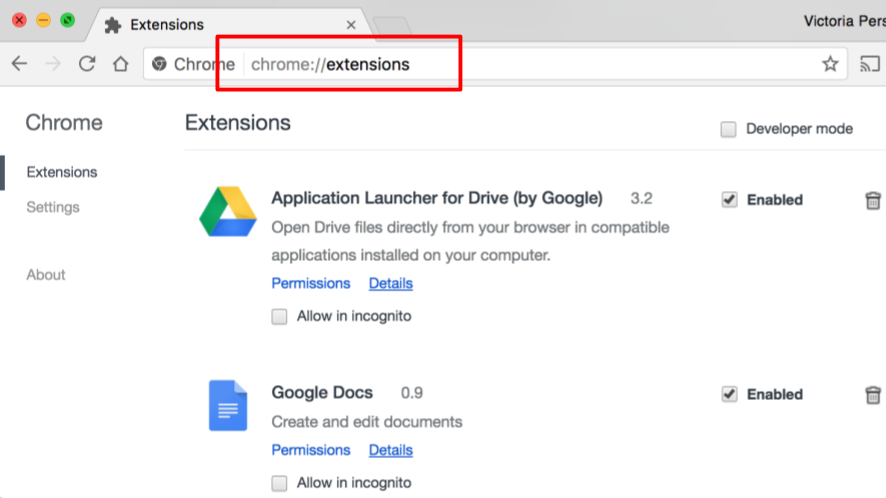 Extensions
Victoria Pers
Chrome chrome://extensions
Chrome
Extensions
Settings
About
Extensions
Developer mode
Application Launcher for Drive (by Google) 3.2
Enabled
Open Drive files directly from your browser in compatible
applications installed on your computer.
Permissions Details
Allow in incognito
Google Docs 0.9
Enabled
Create and edit documents
Permissions Details
Allow in incognito